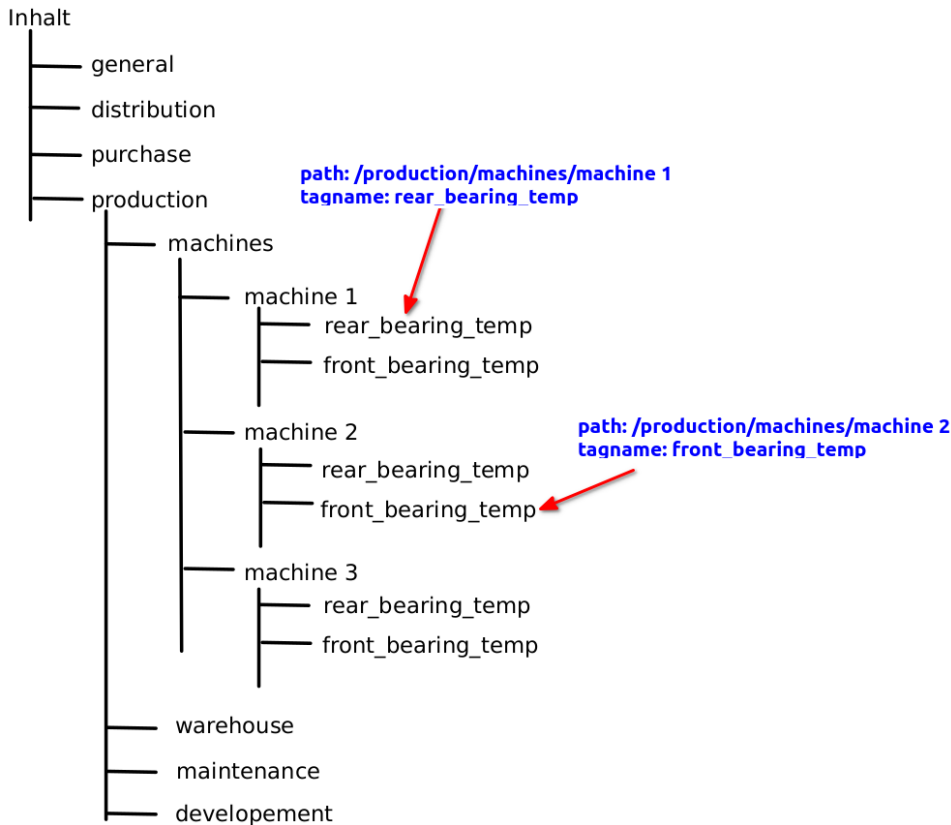 Inhalt
general
distribution
purchase
path: /production/machines/machine 1
tagname: rear_bearing_temp
production
machines
machine 1
rear_bearing_temp
front_bearing_temp
path: /production/machines/machine 2
tagname: front_bearing_temp
machine 2
rear_bearing_temp
front_bearing_temp
machine 3
rear_bearing_temp
front_bearing_temp
warehouse
maintenance
developement